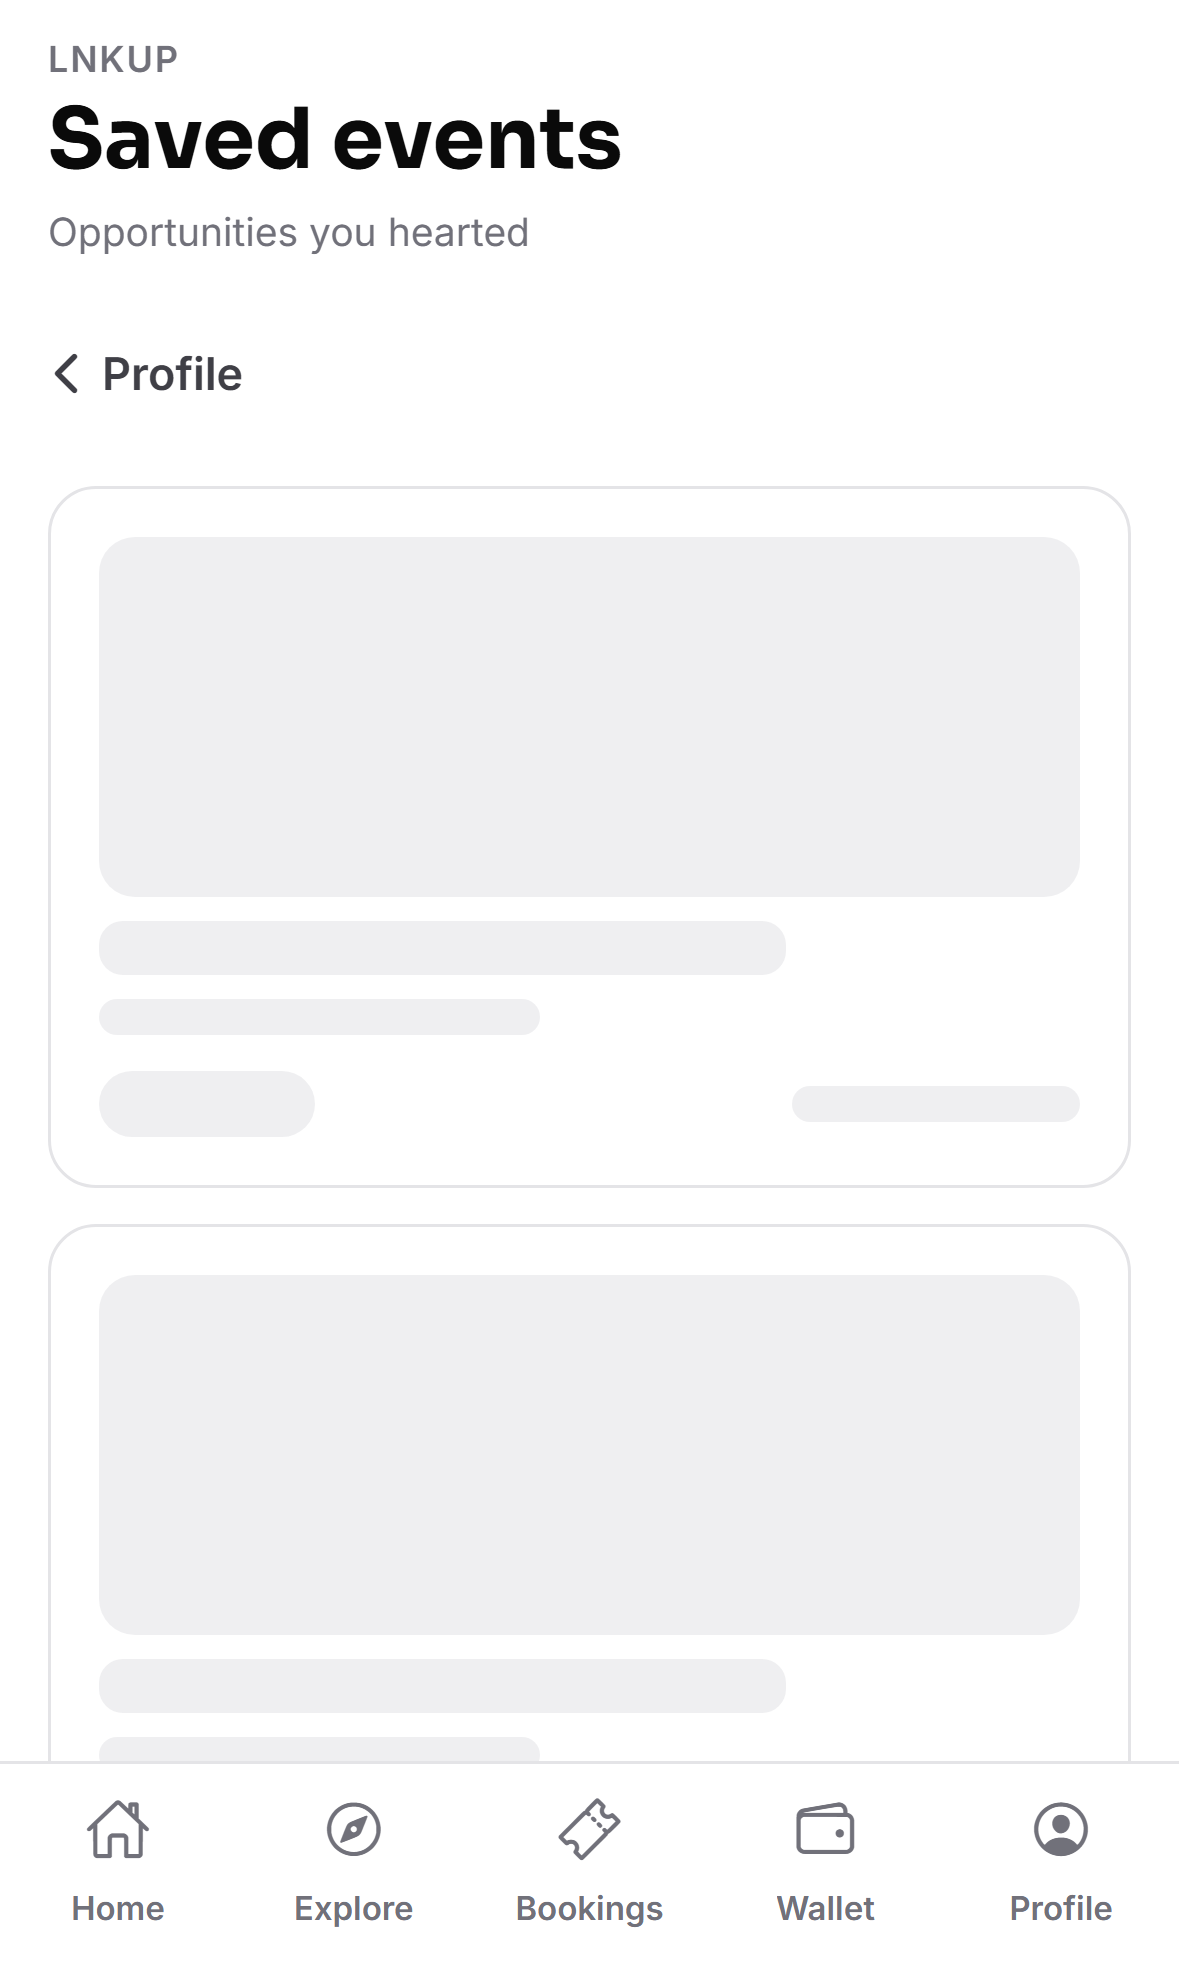 LNKUP
Saved events
Opportunities you hearted
Profile
Home
Explore
Bookings
Wallet
Profile